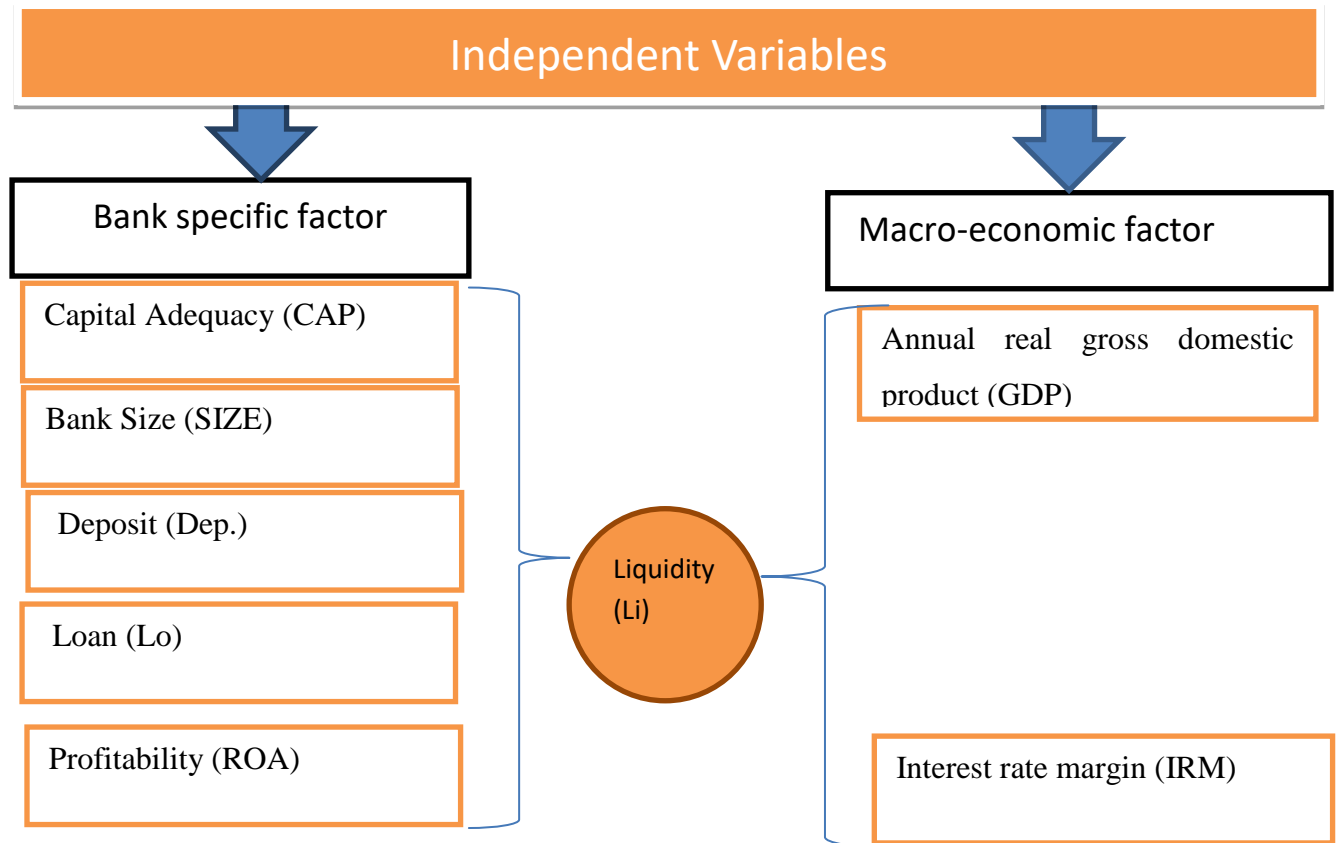 Independent Variables
Bank specific factor
Macro-economic factor
Capital Adequacy (CAP)
Annual real gross domestic
product (GDP)
Bank Size (SIZE)
Deposit (Dep.)
Liquidity
(Li)
Loan (Lo)
Profitability (ROA)
Interest rate margin (IRM)